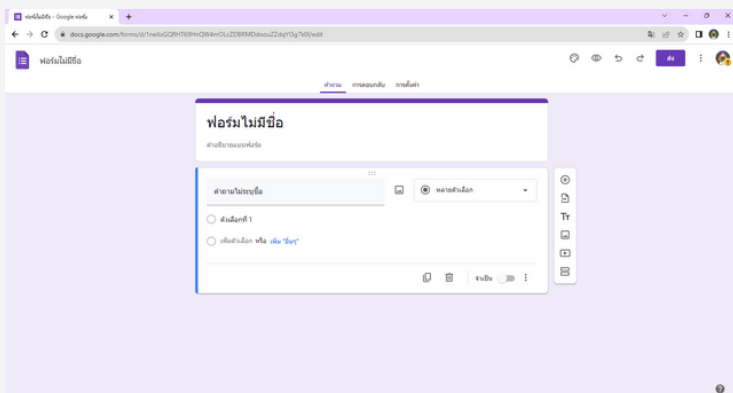 ฟอร์มไม่มีชื่อ - Google ฟอร์ม
ฟอร์มไม่มีชื่อ
ส่ง
คำถาม การตอบกลับ การตั้งค่า
ฟอร์มไม่มีชื่อ
คำอธิบายแบบฟอร์ม
คำถามไม่ระบุชื่อ
หลายตัวเลือก
ตัวเลือกที่ 1
เพิ่มตัวเลือก หรือ เพิ่ม "อื่นๆ"
จำเป็น